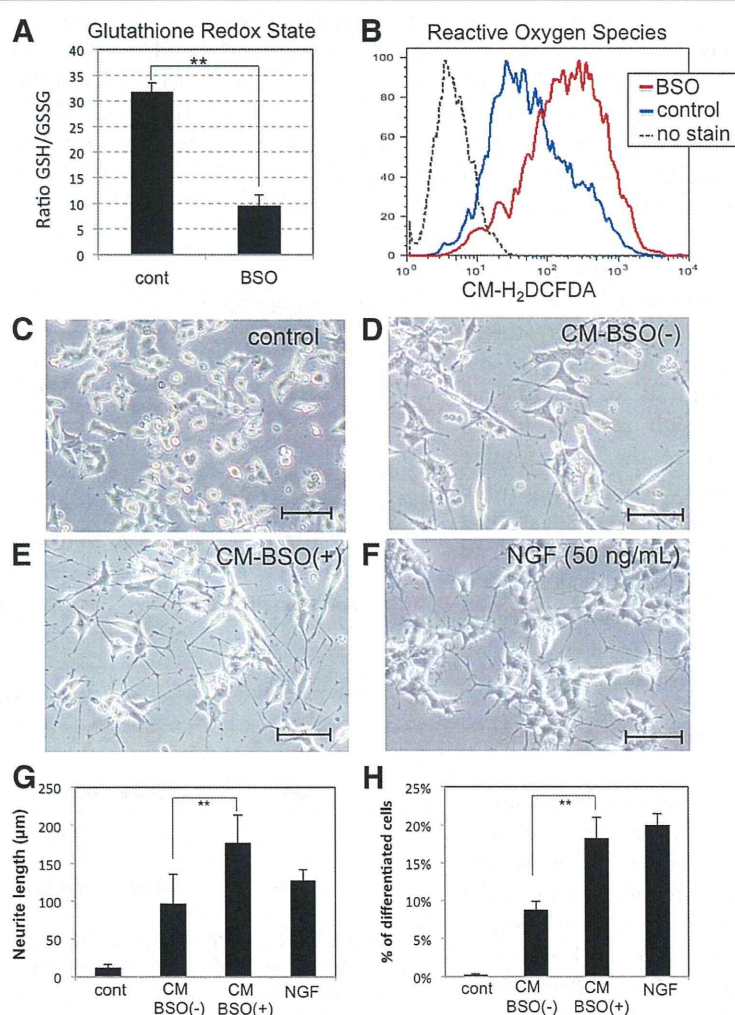 A Glutathione Redox State
**
Ratio GSH/GSSG
40
35
30
25
20
15
10
5
0
cont BSO
B Reactive Oxygen Species
100
80
60
40
20
0
10⁰ 10¹ 10² 10³ 10⁴
CM-H₂DCFDA
BSO
control
no stain
C control
D CM-BSO(-)
E CM-BSO(+)
F NGF (50 ng/mL)
G
**
Neurite length (µm)
250
200
150
100
50
0
cont CM BSO(-) CM BSO(+) NGF
H
**
% of differentiated cells
25%
20%
15%
10%
5%
0%
cont CM BSO(-) CM BSO(+) NGF